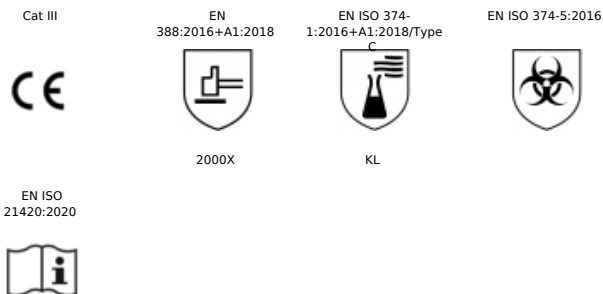 Cat III
EN
388:2016+A1:2018
EN ISO 374-
1:2016+A1:2018/Type
C
EN ISO 374-5:2016
CE
2000X
KL
EN ISO
21420:2020
i